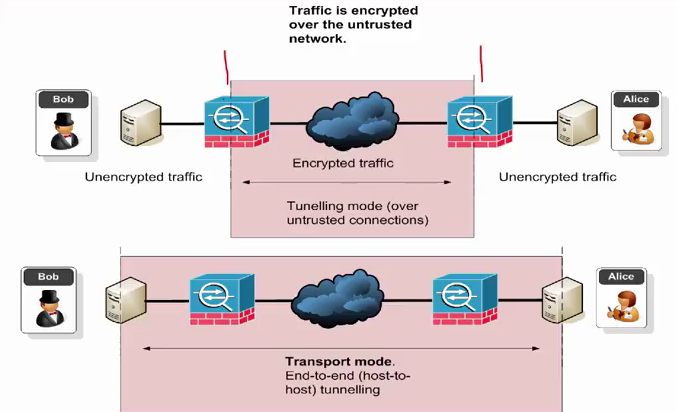 Traffic is encrypted
over the untrusted
network.
Bob
Alice
Unencrypted traffic
Encrypted traffic
Unencrypted traffic
Tunelling mode (over
untrusted connections)
Bob
Alice
Transport mode.
End-to-end (host-to-
host) tunnelling